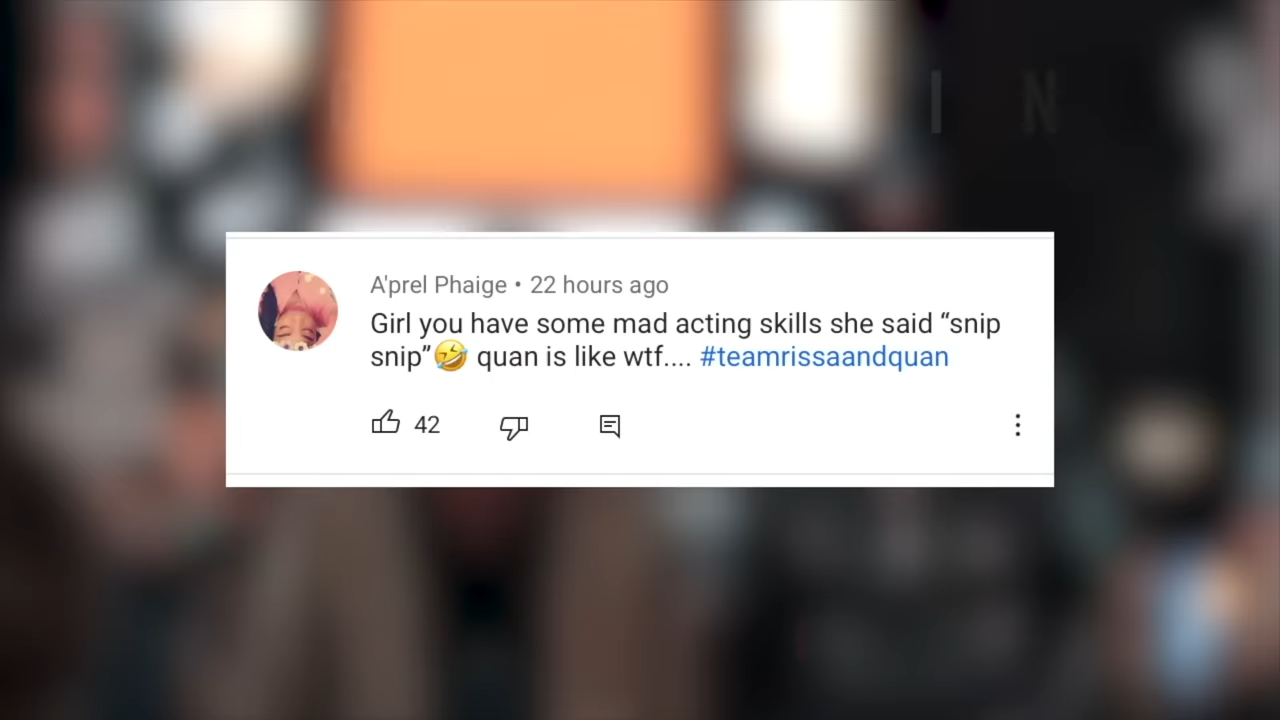 I N
A'prel Phaige • 22 hours ago
Girl you have some mad acting skills she said “snip
snip”🤣 quan is like wtf.... #teamrissaandquan
42